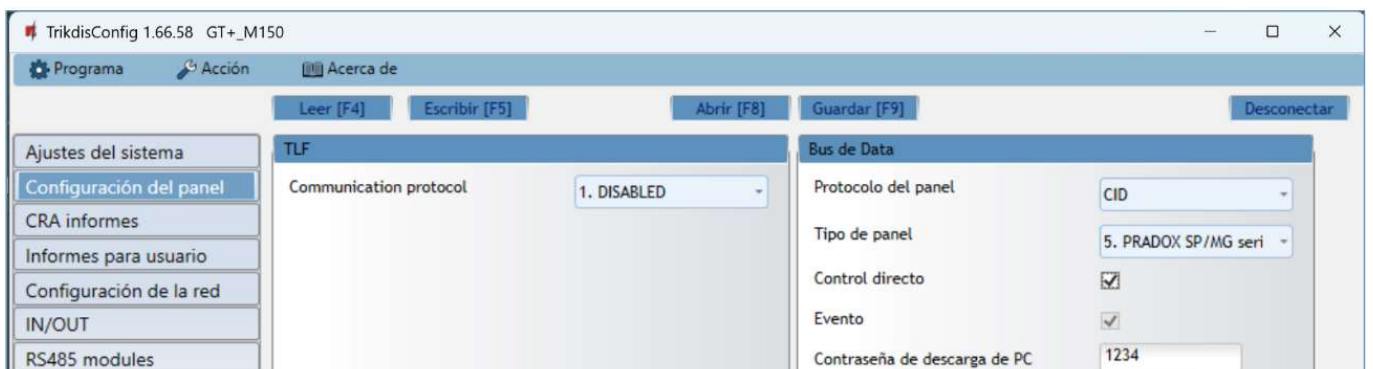 TrikdisConfig 1.66.58 GT+_M150
Programa Acción Acerca de
Leer [F4] Escribir [F5] Abrir [F8] Guardar [F9] Desconectar
Ajustes del sistema
Configuración del panel
CRA informes
Informes para usuario
Configuración de la red
IN/OUT
RS485 modules
TLF
Communication protocol 1. DISABLED
Bus de Data
Protocolo del panel CID
Tipo de panel 5. PRADOX SP/MG seri
Control directo
Evento
Contraseña de descarga de PC 1234